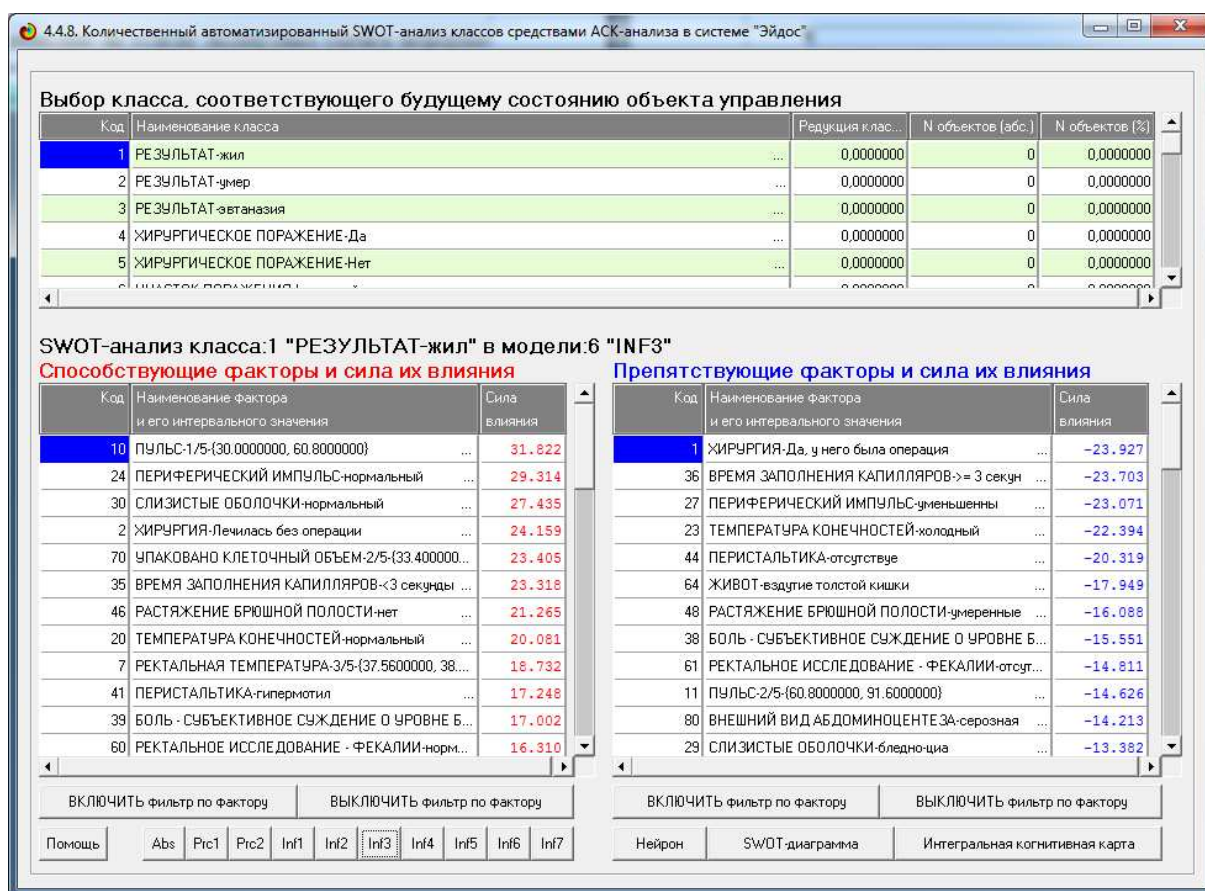 4.4.8. Количественный автоматизированный SWOT-анализ классов средствами АСК-анализа в системе "Эйдос"
Выбор класса, соответствующего будущему состоянию объекта управления
Код Наименование класса Редукция клас... N объектов (абс.) N объектов (%)
1 РЕЗУЛЬТАТ-жил ... 0,0000000 0 0,0000000
2 РЕЗУЛЬТАТ-умер ... 0,0000000 0 0,0000000
3 РЕЗУЛЬТАТ-эвтаназия ... 0,0000000 0 0,0000000
4 ХИРУРГИЧЕСКОЕ ПОРАЖЕНИЕ-Да ... 0,0000000 0 0,0000000
5 ХИРУРГИЧЕСКОЕ ПОРАЖЕНИЕ-Нет ... 0,0000000 0 0,0000000
SWOT-анализ класса:1 "РЕЗУЛЬТАТ-жил" в модели:6 "INF3"
Способствующие факторы и сила их влияния
Код Наименование фактора Сила
и его интервального значения влияния
10 ПУЛЬС-1/5-{30.0000000, 60.8000000} ... 31.822
24 ПЕРИФЕРИЧЕСКИЙ ИМПУЛЬС-нормальный ... 29.314
30 СЛИЗИСТЫЕ ОБОЛОЧКИ-нормальный ... 27.435
2 ХИРУРГИЯ-Лечилась без операции ... 24.159
70 УПАКОВАНО КЛЕТОЧНЫЙ ОБЪЕМ-2/5-{33.400000... 23.405
35 ВРЕМЯ ЗАПОЛНЕНИЯ КАПИЛЛЯРОВ-<3 секунды ... 23.318
46 РАСТЯЖЕНИЕ БРЮШНОЙ ПОЛОСТИ-нет ... 21.265
20 ТЕМПЕРАТУРА КОНЕЧНОСТЕЙ-нормальный ... 20.081
7 РЕКТАЛЬНАЯ ТЕМПЕРАТУРА-3/5-{37.5600000, 38.... 18.732
41 ПЕРИСТАЛЬТИКА-гипермотил ... 17.248
39 БОЛЬ - СУБЪЕКТИВНОЕ СУЖДЕНИЕ О УРОВНЕ Б... 17.002
60 РЕКТАЛЬНОЕ ИССЛЕДОВАНИЕ - ФЕКАЛИИ-норм... 16.310
ВКЛЮЧИТЬ фильтр по фактору ВЫКЛЮЧИТЬ фильтр по фактору
Помощь Abs Prc1 Prc2 Inf1 Inf2 Inf3 Inf4 Inf5 Inf6 Inf7
Препятствующие факторы и сила их влияния
Код Наименование фактора Сила
и его интервального значения влияния
1 ХИРУРГИЯ-Да, у него была операция ... -23.927
36 ВРЕМЯ ЗАПОЛНЕНИЯ КАПИЛЛЯРОВ->= 3 секун ... -23.703
27 ПЕРИФЕРИЧЕСКИЙ ИМПУЛЬС-уменьшенны ... -23.071
23 ТЕМПЕРАТУРА КОНЕЧНОСТЕЙ-холодный ... -22.394
44 ПЕРИСТАЛЬТИКА-отсутствуе ... -20.319
64 ЖИВОТ-вздутие толстой кишки ... -17.949
48 РАСТЯЖЕНИЕ БРЮШНОЙ ПОЛОСТИ-умеренные ... -16.088
38 БОЛЬ - СУБЪЕКТИВНОЕ СУЖДЕНИЕ О УРОВНЕ Б... -15.551
61 РЕКТАЛЬНОЕ ИССЛЕДОВАНИЕ - ФЕКАЛИИ-отсут... -14.811
11 ПУЛЬС-2/5-{60.8000000, 91.6000000} ... -14.626
80 ВНЕШНИЙ ВИД АБДОМИНОЦЕНТЕЗА-серозная ... -14.213
29 СЛИЗИСТЫЕ ОБОЛОЧКИ-бледно-циа ... -13.382
ВКЛЮЧИТЬ фильтр по фактору ВЫКЛЮЧИТЬ фильтр по фактору
Нейрон SWOT-диаграмма Интегральная когнитивная карта